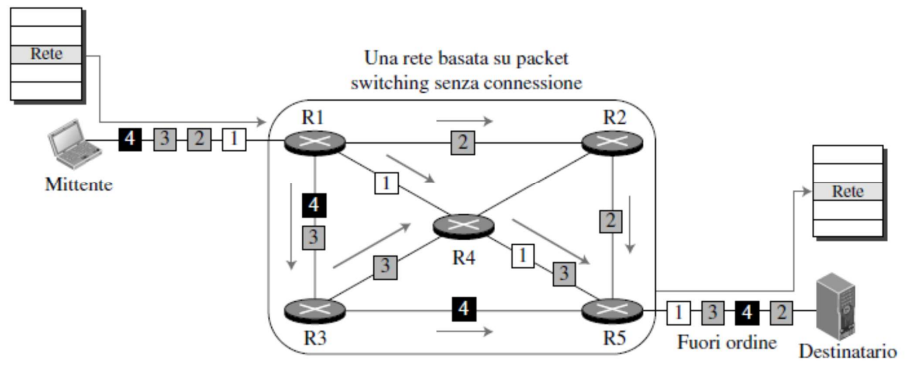 Rete
Una rete basata su packet
switching senza connessione
R1
R2
4 3 2 1
2
Mittente
1
Rete
4
3
2
R4
3
1
3
4
1 3 4 2
R3
R5
Fuori ordine
Destinatario